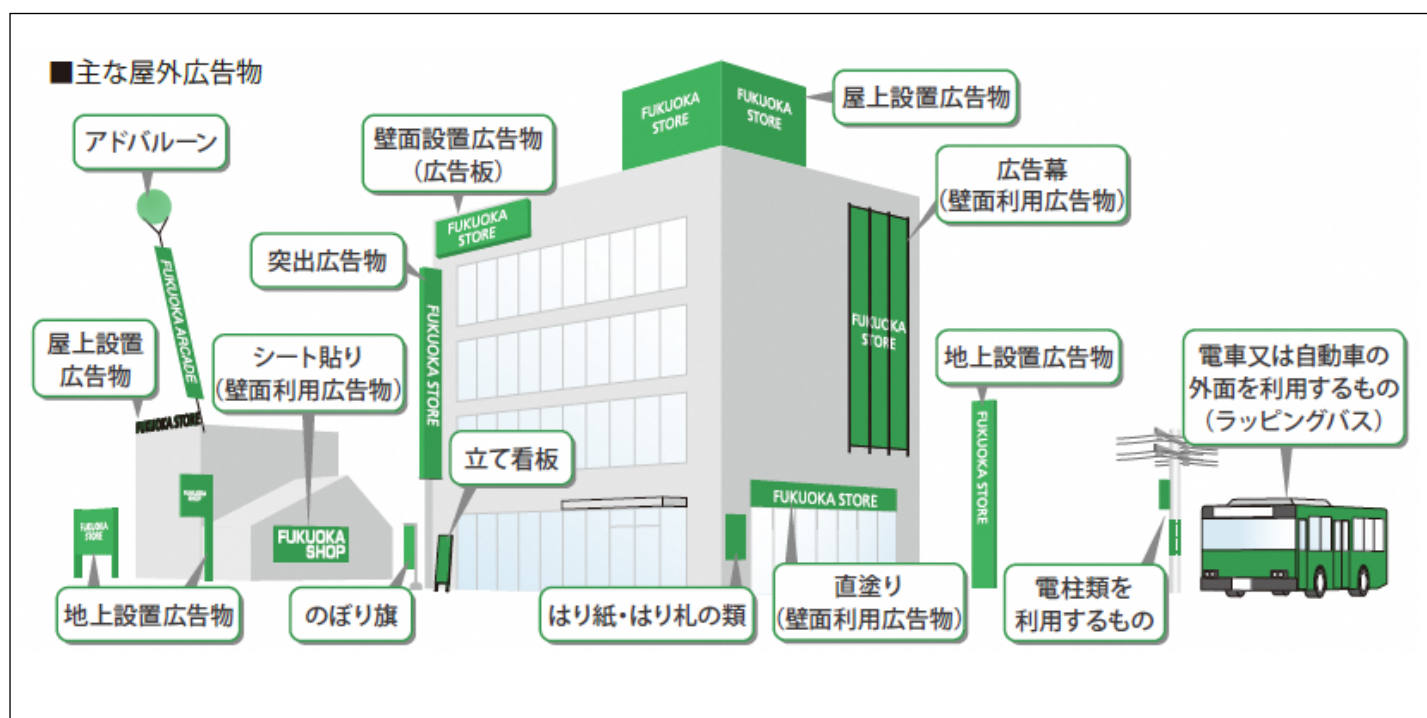 ■主な屋外広告物
アドバルーン
壁面設置広告物
(広告板)
屋上設置広告物
広告幕
(壁面利用広告物)
突出広告物
屋上設置
広告物
シート貼り
(壁面利用広告物)
立て看板
地上設置広告物
電車又は自動車の
外面を利用するもの
(ラッピングバス)
地上設置広告物
のぼり旗
はり紙・はり札の類
直塗り
(壁面利用広告物)
電柱類を
利用するもの
FUKUOKA
STORE
FUKUOKA
STORE
FUKUOKA
STORE
FUKUOKA ARCADE
FUKUOKA STORE
FUKUOKA STORE
FUKUOKA
STORE
FUKUOKA STORE
FUKUOKA STORE
FUKUOKA
SHOP
FUKUOKA
STORE
FUKUOKA
SHOP